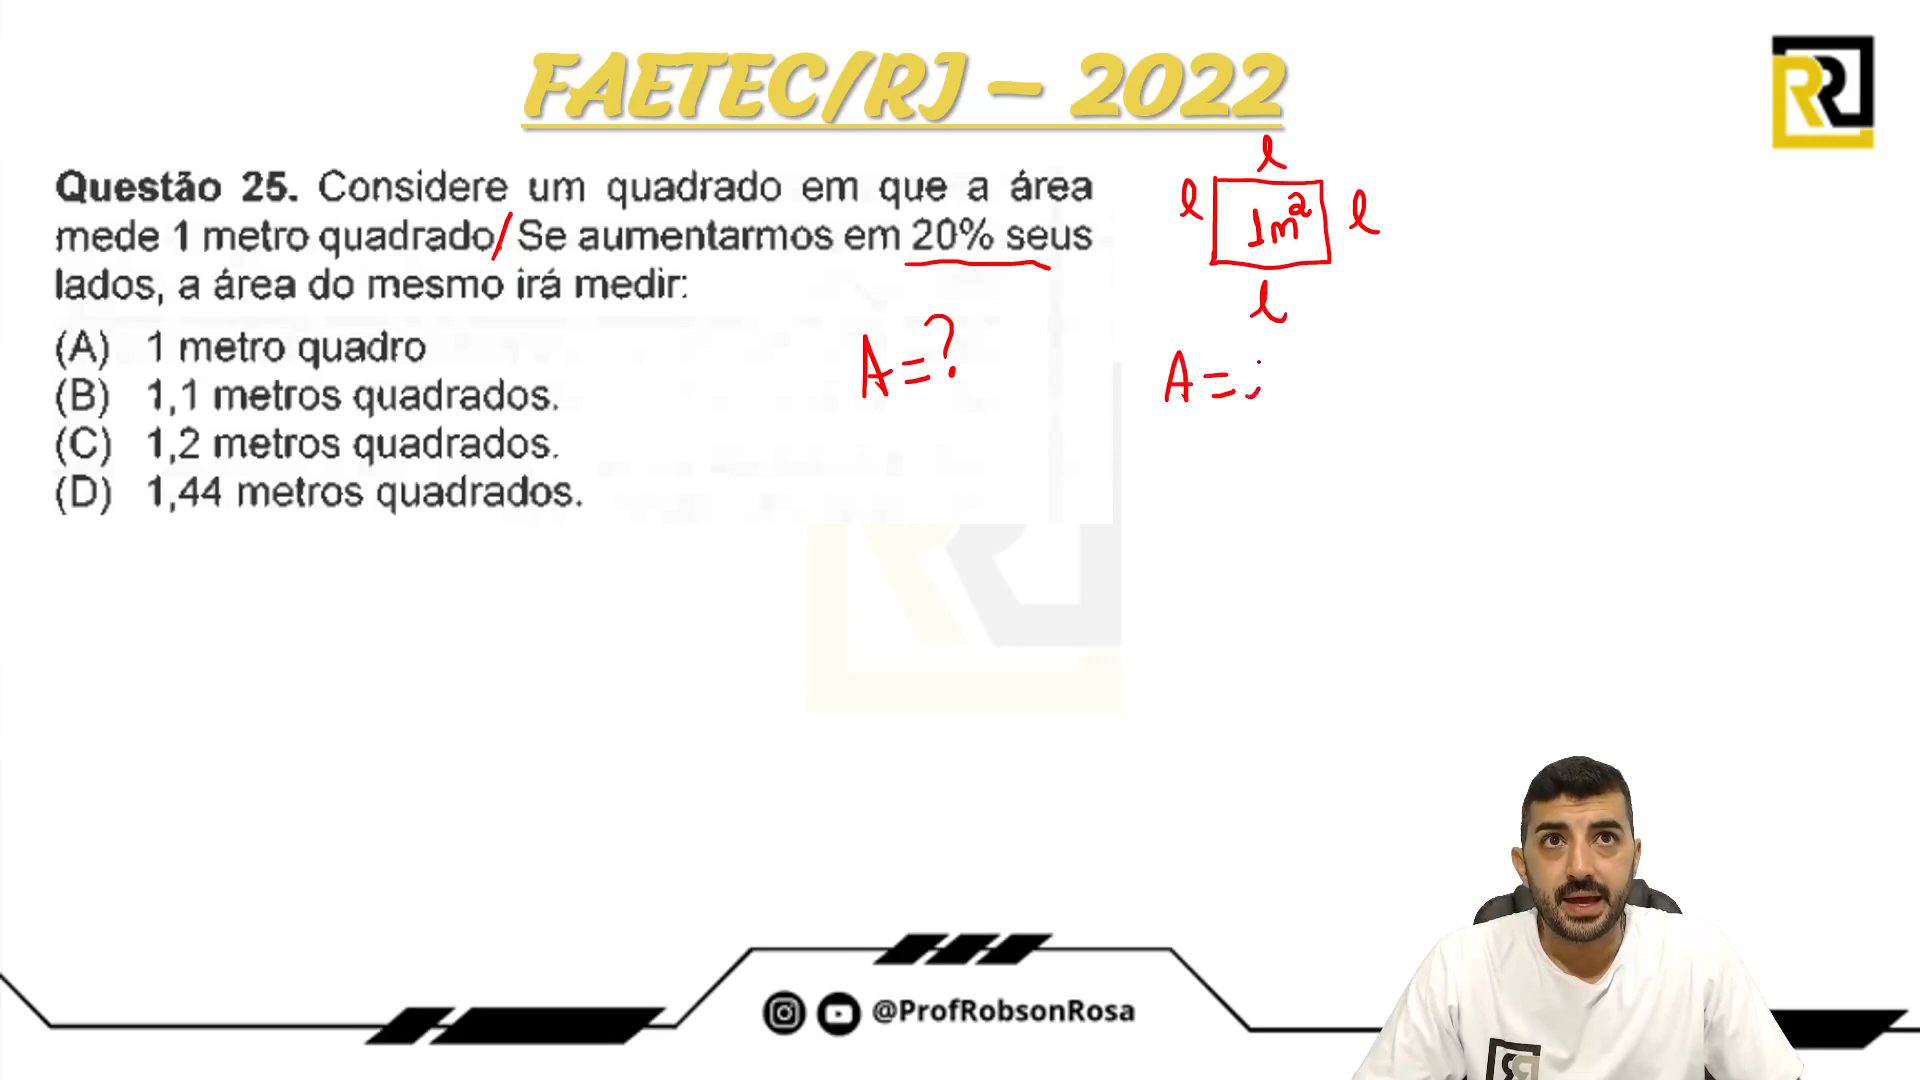 FAETEC/RJ – 2022
Questão 25. Considere um quadrado em que a área
mede 1 metro quadrado/ Se aumentarmos em 20% seus
lados, a área do mesmo irá medir:
(A) 1 metro quadro
(B) 1,1 metros quadrados.
(C) 1,2 metros quadrados.
(D) 1,44 metros quadrados.
l
l 1m² l
l
A=?
A=
@ProfRobsonRosa